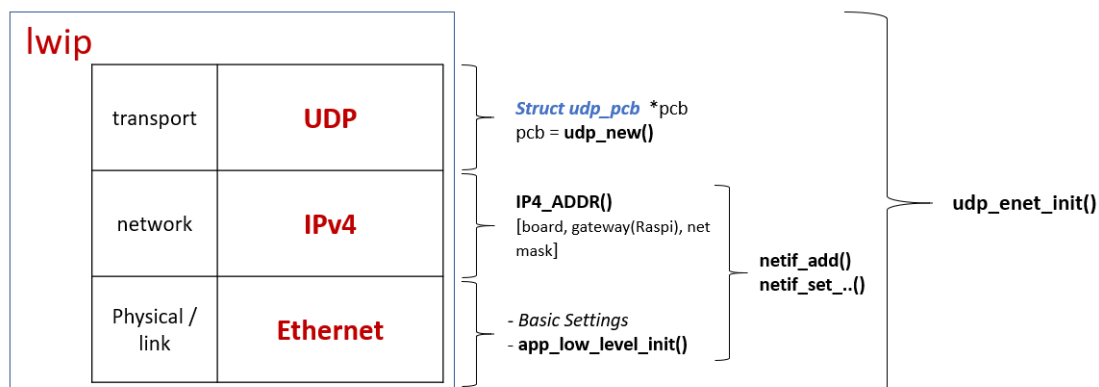 lwip
transport
UDP
Struct udp_pcb *pcb
pcb = udp_new()
network
IPv4
IP4_ADDR()
[board, gateway(Raspi), net
mask]
udp_enet_init()
netif_add()
netif_set_..()
Physical /
link
Ethernet
- Basic Settings
- app_low_level_init()